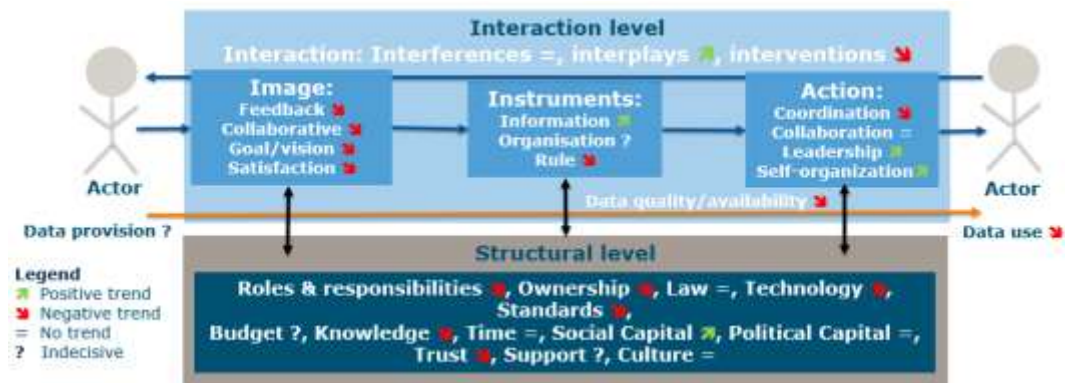 Interaction level
Interaction: Interferences =, interplays ↗, interventions ↘
Image:
Feedback ↘
Collaborative ↘
Goal/vision ↘
Satisfaction ↘
Instruments:
Information ↗
Organisation ?
Rule ↘
Action:
Coordination ↘
Collaboration =
Leadership ↗
Self-organization ↗
Actor
Actor
Data quality/availability ↘
Data provision ?
Data use ↘
Structural level
Roles & responsibilities ↘, Ownership ↘, Law =, Technology ↘,
Standards ↘,
Budget ?, Knowledge ↘, Time =, Social Capital ↗, Political Capital =,
Trust ↘, Support ?, Culture =
Legend
↗ Positive trend
↘ Negative trend
= No trend
? Indecisive